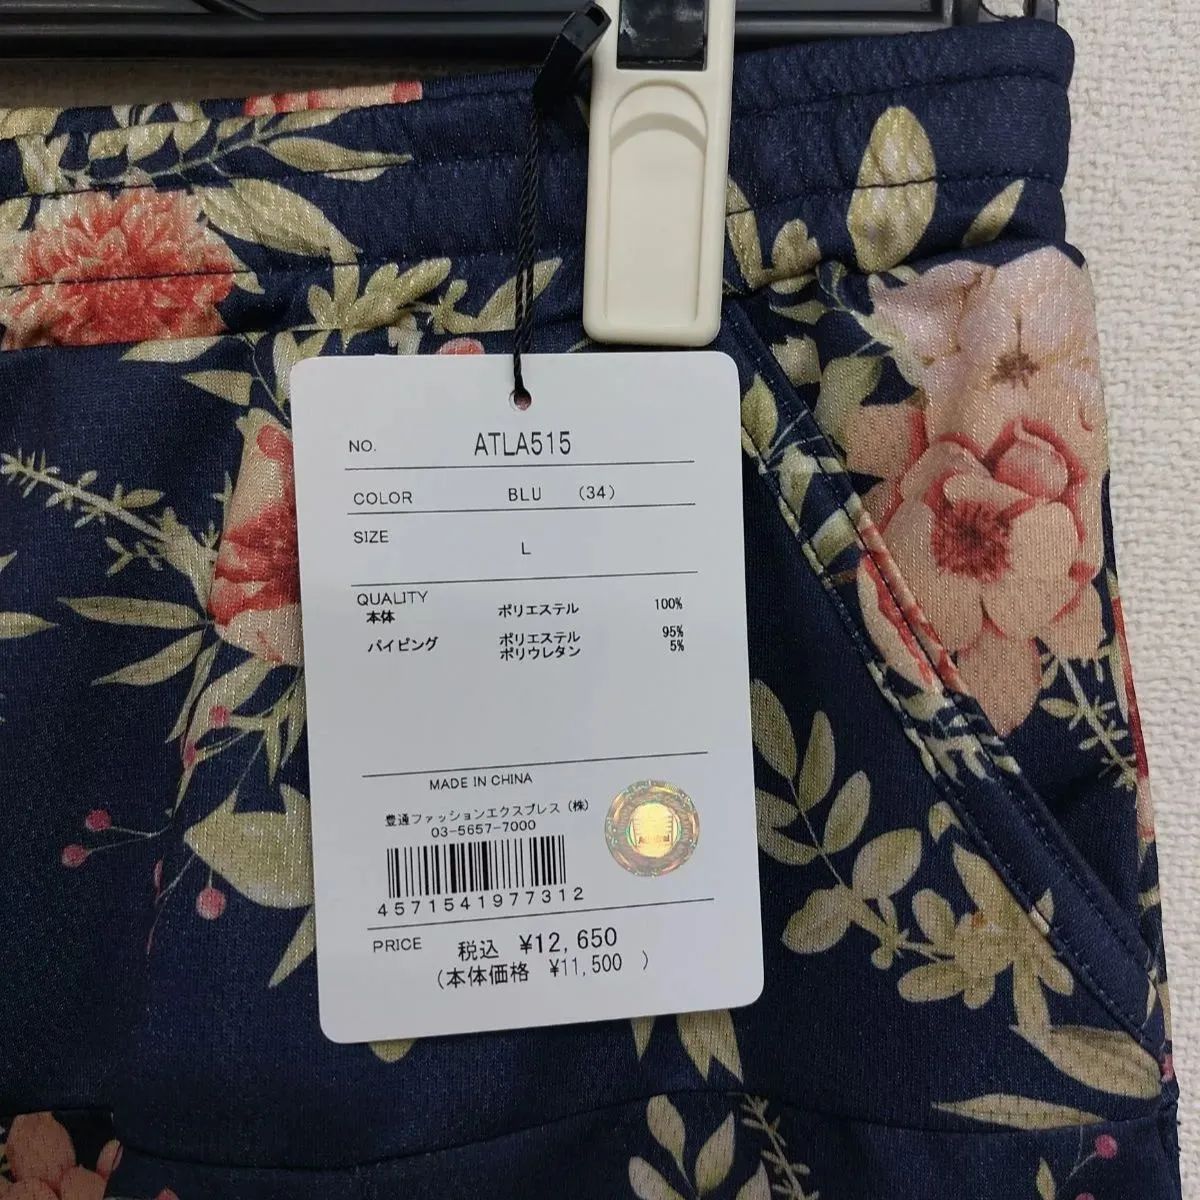 NO. ATLA515
COLOR BLU (34)
SIZE L
QUALITY
本体 ポリエステル 100%
パイピング ポリエステル 95%
ポリウレタン 5%
MADE IN CHINA
豊通ファッションエクスプレス(株)
03-5657-7000
4571541977312
PRICE 税込 ¥12,650
(本体価格 ¥11,500 )